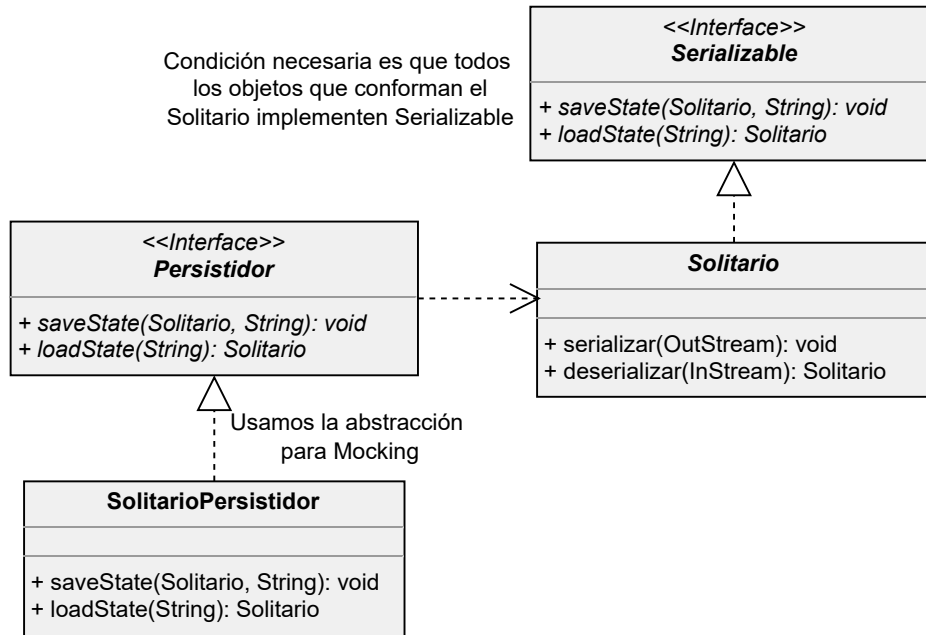 <<Interface>>
Serializable
Condición necesaria es que todos
los objetos que conforman el
Solitario implementen Serializable
+ saveState(Solitario, String): void
+ loadState(String): Solitario
<<Interface>>
Persistidor
+ saveState(Solitario, String): void
+ loadState(String): Solitario
Solitario
+ serializar(OutStream): void
+ deserializar(InStream): Solitario
Usamos la abstracción
para Mocking
SolitarioPersistidor
+ saveState(Solitario, String): void
+ loadState(String): Solitario